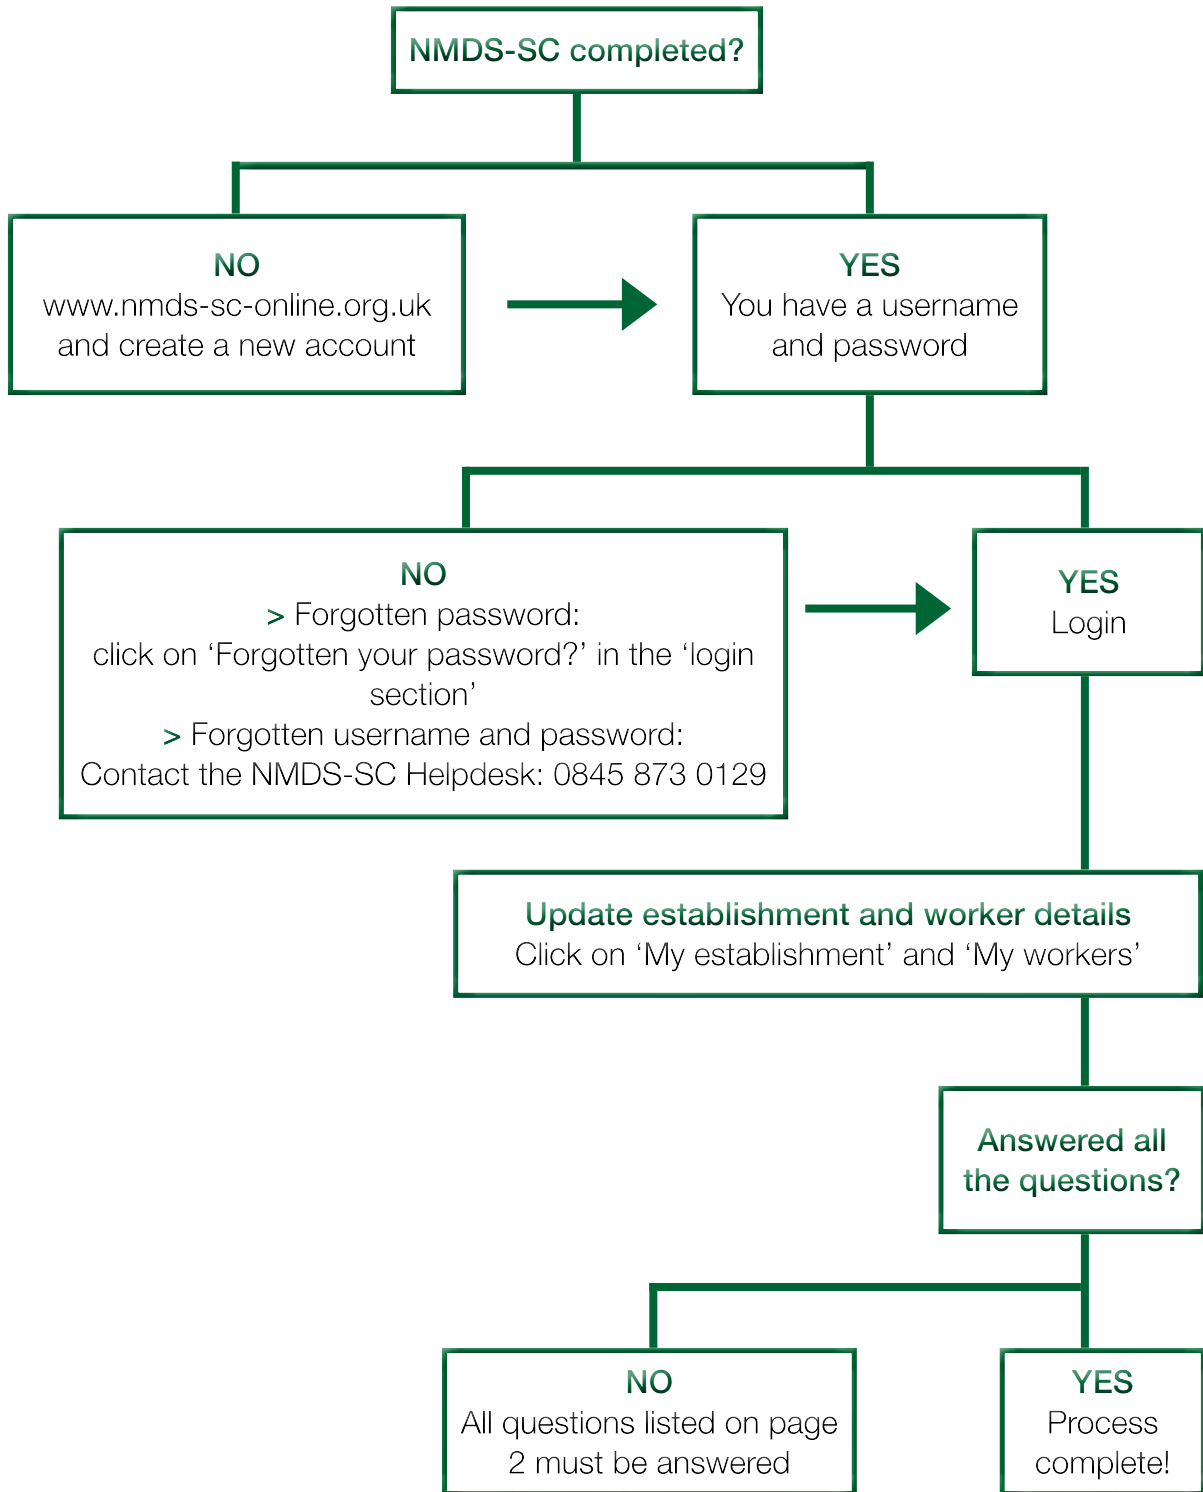 NMDS-SC completed?
NO
www.nmds-sc-online.org.uk
and create a new account
YES
You have a username
and password
NO
> Forgotten password:
click on ‘Forgotten your password?’ in the ‘login
section’
> Forgotten username and password:
Contact the NMDS-SC Helpdesk: 0845 873 0129
YES
Login
Update establishment and worker details
Click on ‘My establishment’ and ‘My workers’
Answered all
the questions?
NO
All questions listed on page
2 must be answered
YES
Process
complete!